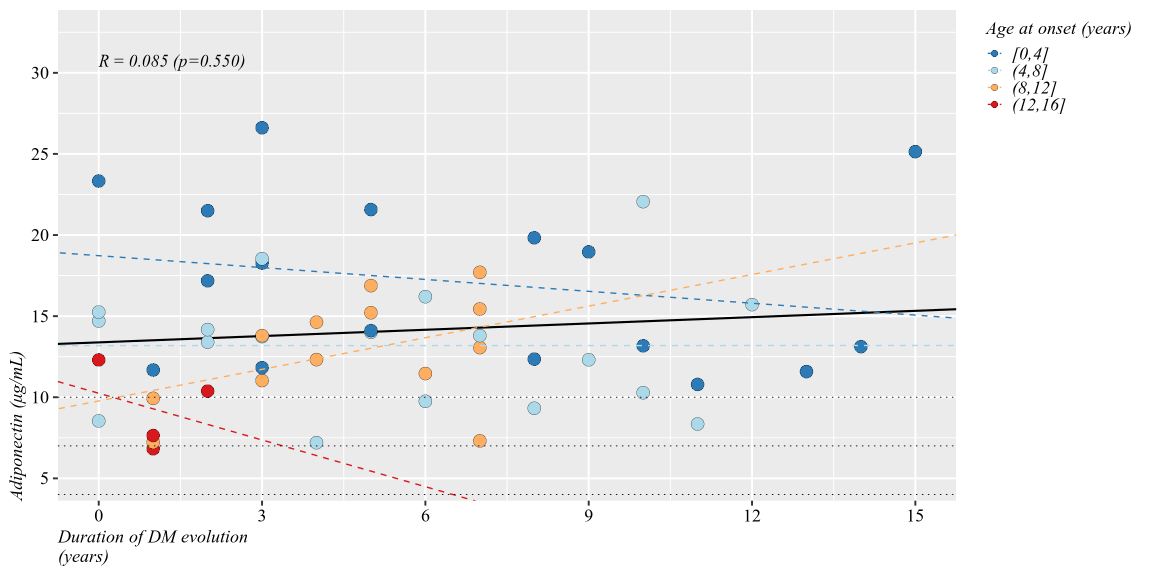 R = 0.085 (p=0.550)
30
25
20
15
10
5
Adiponectin (µg/mL)
0 3 6 9 12 15
Duration of DM evolution
(years)
Age at onset (years)
[0,4]
(4,8]
(8,12]
(12,16]